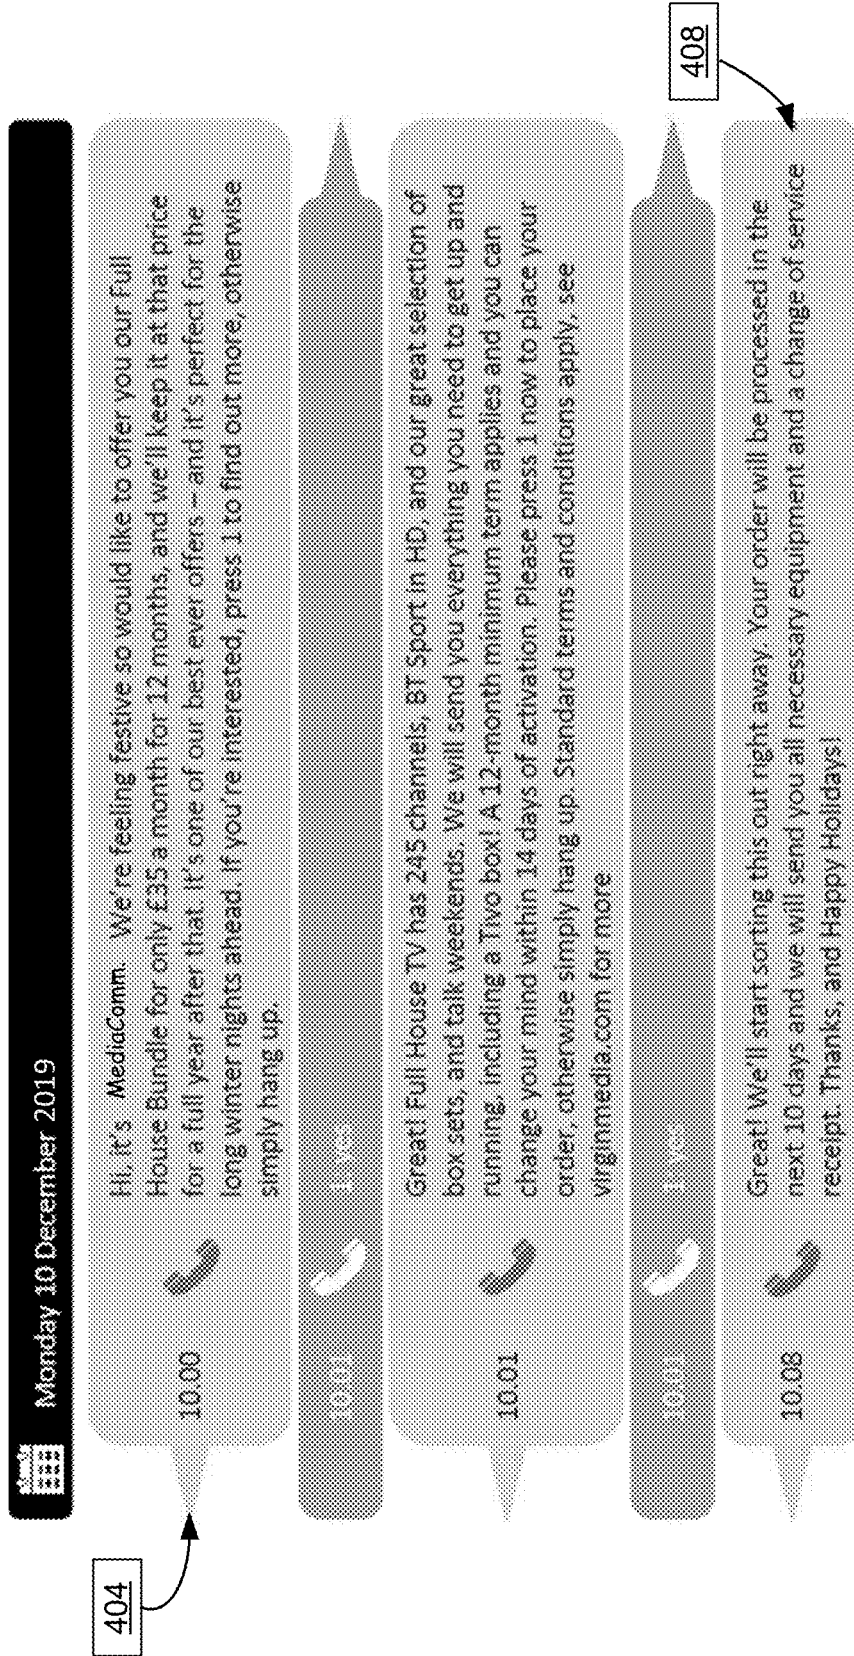 Monday 10 December 2019
404
10.00
Hi, it's MediaComm. We're feeling festive so would like to offer you our Full
House Bundle for only £35 a month for 12 months, and we'll keep it at that price
for a full year after that. It's one of our best ever offers – and it's perfect for the
long winter nights ahead. If you're interested, press 1 to find out more, otherwise
simply hang up.
10.01
1 yes
10.01
Great! Full House TV has 245 channels, BT Sport in HD, and our great selection of
box sets, and talk weekends. We will send you everything you need to get up and
running, including a Tivo box! A 12-month minimum term applies and you can
change your mind within 14 days of activation. Please press 1 now to place your
order, otherwise simply hang up. Standard terms and conditions apply, see
virginmedia.com for more
1 yes
10.08
Great! We'll start sorting this out right away. Your order will be processed in the
next 10 days and we will send you all necessary equipment and a change of service
receipt. Thanks, and Happy Holidays!
408